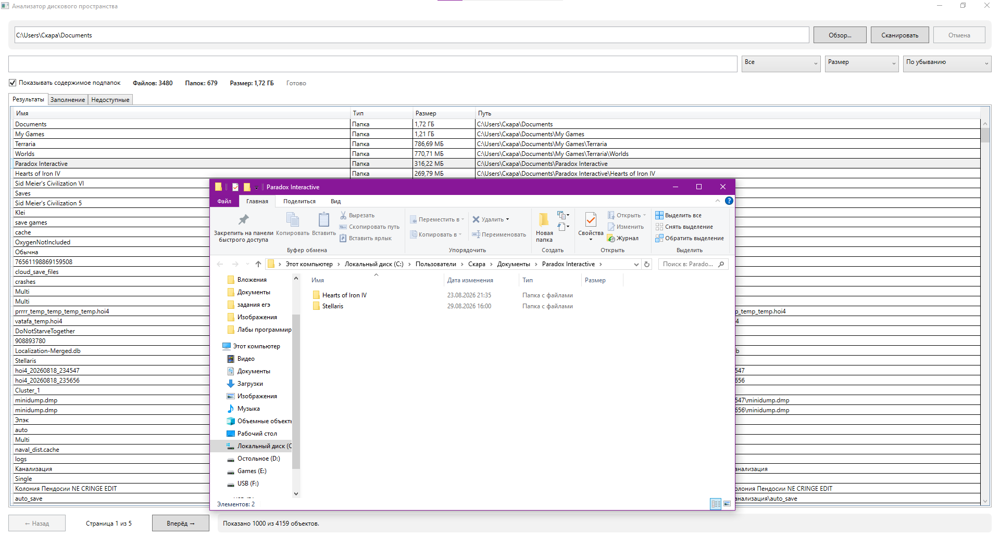 Анализатор дискового пространства
C:\Users\Скара\Documents
Обзор...
Сканировать
Отмена
Все
Размер
По убыванию
Показывать содержимое подпапок
Файлов: 3480
Папок: 679
Размер: 1,72 ГБ
Готово
Результаты
Заполнение
Недоступные
Имя Тип Размер Путь
Documents Папка 1,72 ГБ C:\Users\Скара\Documents
My Games Папка 1,21 ГБ C:\Users\Скара\Documents\My Games
Terraria Папка 786,69 МБ C:\Users\Скара\Documents\My Games\Terraria
Worlds Папка 770,71 МБ C:\Users\Скара\Documents\My Games\Terraria\Worlds
Paradox Interactive Папка 316,22 МБ C:\Users\Скара\Documents\Paradox Interactive
Hearts of Iron IV Папка 269,79 МБ C:\Users\Скара\Documents\Paradox Interactive\Hearts of Iron IV
Sid Meier's Civilization VI
Saves
Sid Meier's Civilization 5
Klei
save games
cache
OxygenNotIncluded
Обычна
76561198869159508
cloud_save_files
crashes
Multi
Multi
prrrr_temp_temp_temp_temp.hoi4 p_temp_temp.hoi4
vatafa_temp.hoi4 4
DoNotStarveTogether
908893780
Localization-Merged.db b
Stellaris
hoi4_20260818_234547 547
hoi4_20260818_235656 656
Cluster_1
minidump.dmp 547\minidump.dmp
minidump.dmp 656\minidump.dmp
Эпэк
auto
Multi
naval_dist.cache
logs
Канализация анализация
Single
Колония Пендосии NE CRINGE EDIT олония Пендосии NE CRINGE EDIT
auto_save анализация\auto_save
← Назад
Страница 1 из 5
Вперёд →
Показано 1000 из 4159 объектов.
Paradox Interactive
Файл
Главная
Поделиться
Вид
Закрепить на панели
быстрого доступа
Копировать
Вставить
Вырезать
Скопировать путь
Вставить ярлык
Буфер обмена
Переместить в
Копировать в
Удалить
Переименовать
Упорядочить
Новая
папка
Создать
Свойства
Открыть
Изменить
Журнал
Открыть
Выделить все
Снять выделение
Обратить выделение
Выделить
Этот компьютер
Локальный диск (C:)
Пользователи
Скара
Документы
Paradox Interactive
Поиск в: Parado...
Вложения
Документы
задания егэ
Изображения
Лабы программир
Этот компьютер
Видео
Документы
Загрузки
Изображения
Музыка
Объемные объекть
Рабочий стол
Локальный диск (C
Остольное (D:)
Games (E:)
USB (F:)
Имя Дата изменения Тип Размер
Hearts of Iron IV 23.08.2026 21:35 Папка с файлами
Stellaris 29.08.2026 16:00 Папка с файлами
Элементов: 2